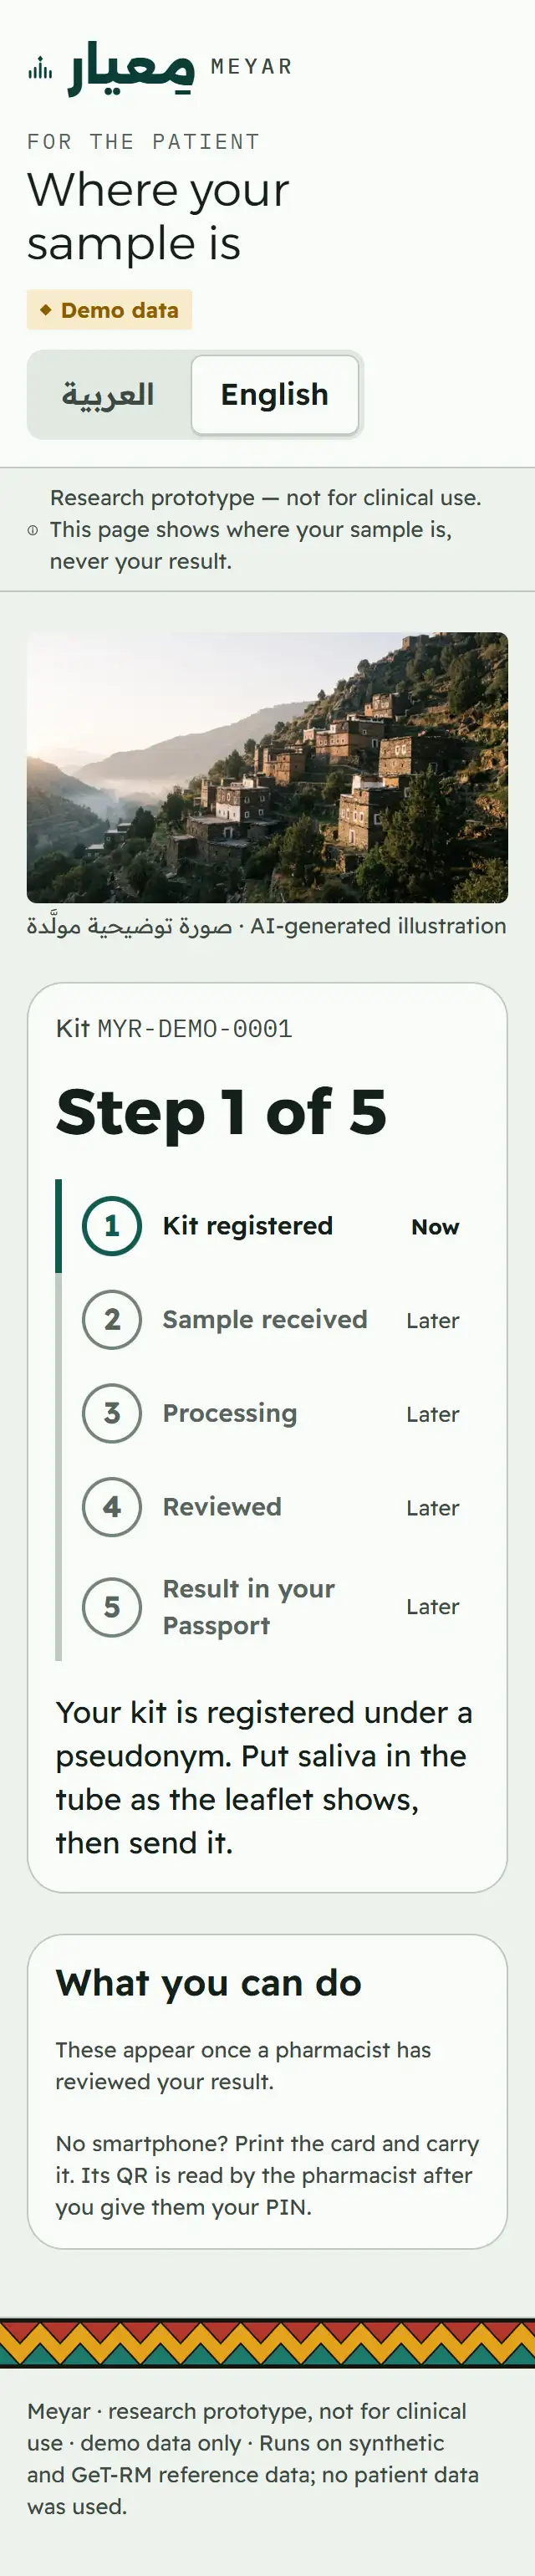 مِعيار MEYAR
FOR THE PATIENT
Where your
sample is
Demo data
العربية English
Research prototype — not for clinical use.
This page shows where your sample is,
never your result.
صورة توضيحية مولَّدة · AI-generated illustration
Kit MYR-DEMO-0001
Step 1 of 5
1 Kit registered Now
2 Sample received Later
3 Processing Later
4 Reviewed Later
5 Result in your
Passport Later
Your kit is registered under a
pseudonym. Put saliva in the
tube as the leaflet shows,
then send it.
What you can do
These appear once a pharmacist has
reviewed your result.
No smartphone? Print the card and carry
it. Its QR is read by the pharmacist after
you give them your PIN.
Meyar · research prototype, not for clinical
use · demo data only · Runs on synthetic
and GeT-RM reference data; no patient data
was used.